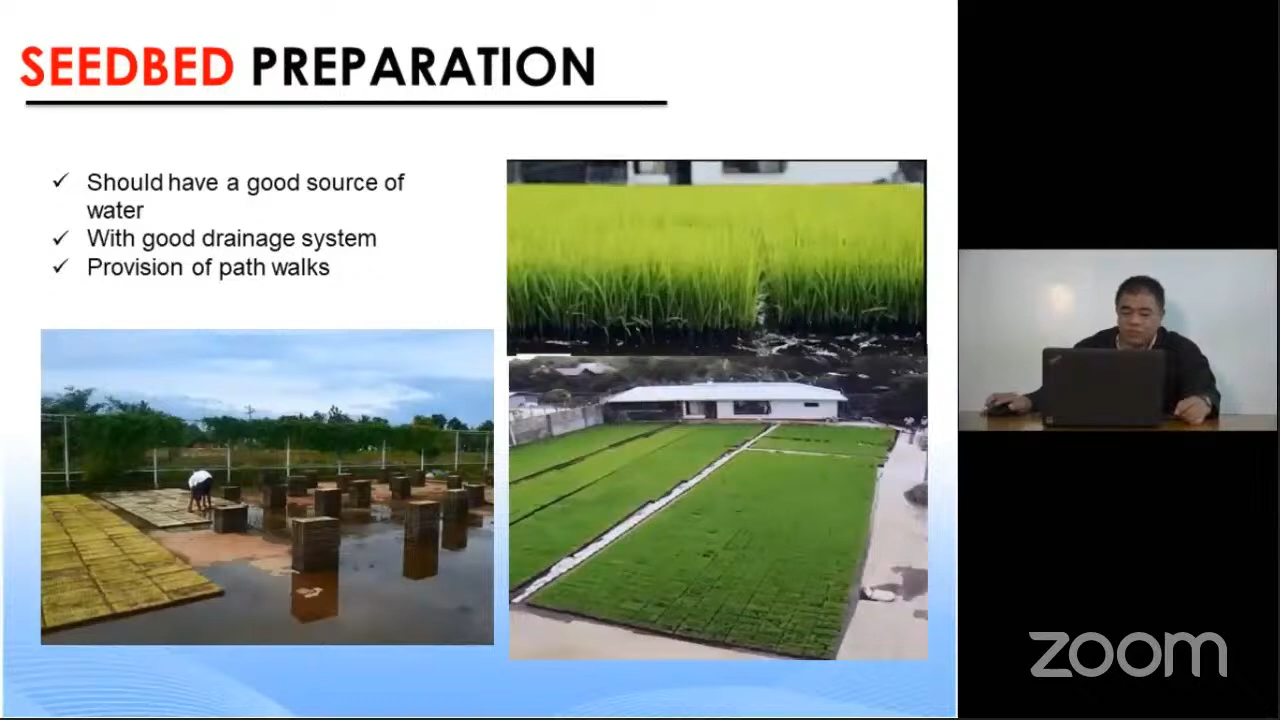 SEEDBED PREPARATION
✓ Should have a good source of
water
✓ With good drainage system
✓ Provision of path walks
zoom